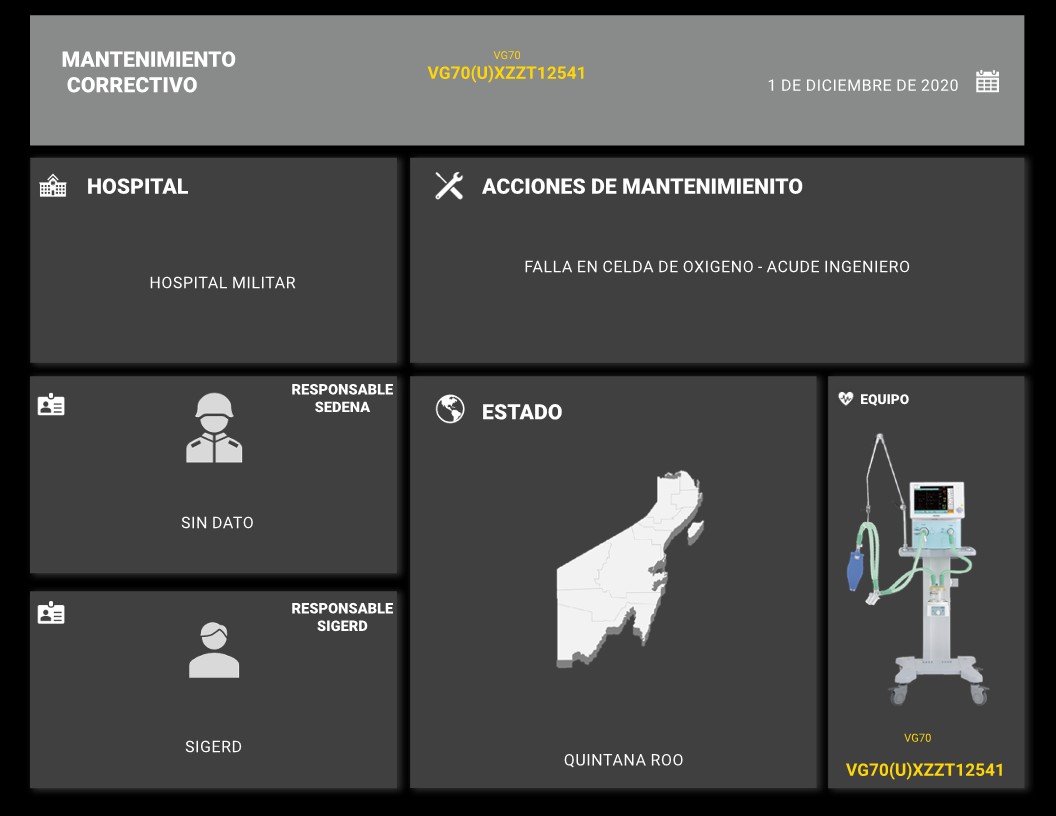 MANTENIMIENTO
CORRECTIVO
VG70
VG70(U)XZZT12541
1 DE DICIEMBRE DE 2020
HOSPITAL
HOSPITAL MILITAR
ACCIONES DE MANTENIMIENITO
FALLA EN CELDA DE OXIGENO - ACUDE INGENIERO
RESPONSABLE
SEDENA
SIN DATO
RESPONSABLE
SIGERD
SIGERD
ESTADO
QUINTANA ROO
EQUIPO
VG70
VG70(U)XZZT12541